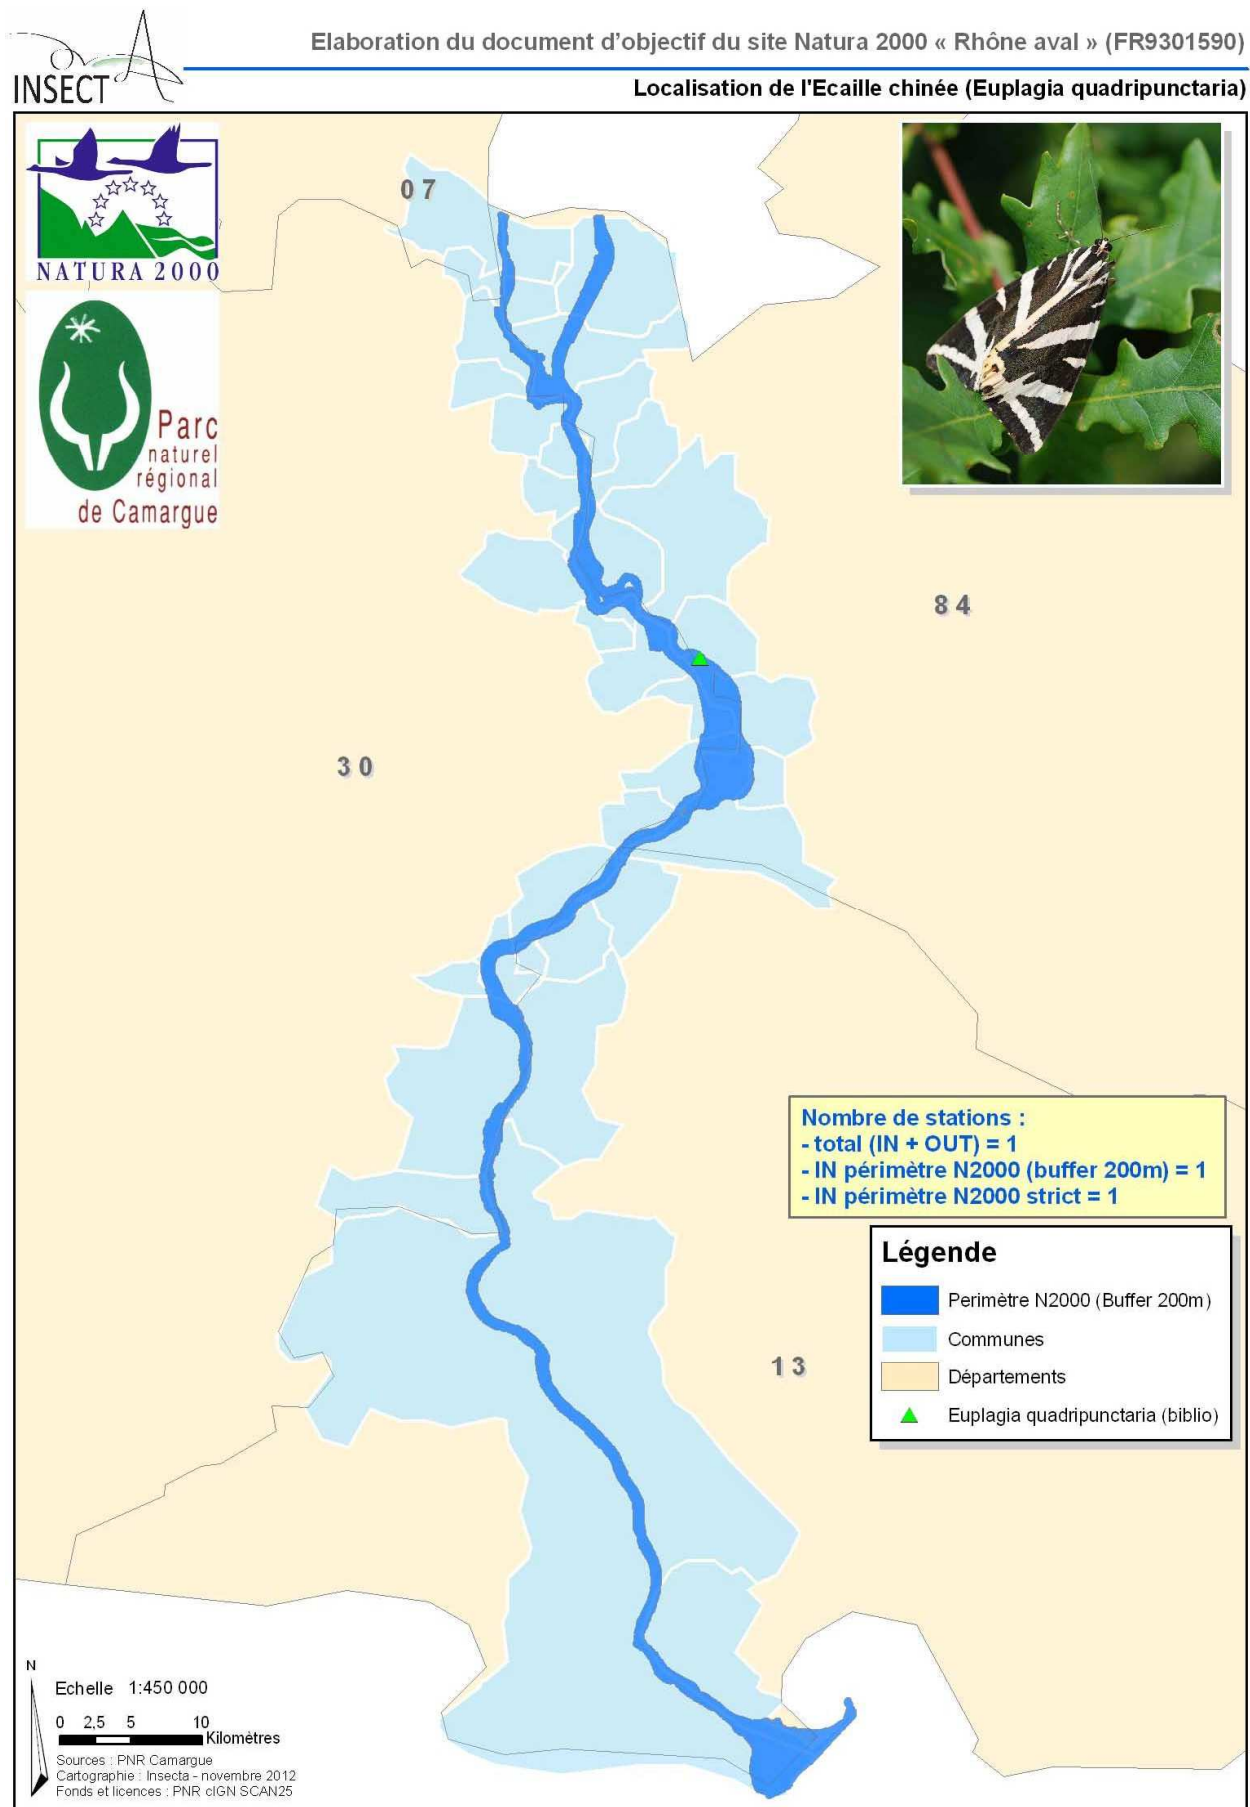 Elaboration du document d'objectif du site Natura 2000 « Rhône aval » (FR9301590)
INSECTA
Localisation de l'Ecaille chinée (Euplagia quadripunctaria)
NATURA 2000
Parc
naturel
régional
de Camargue
07
84
30
13
Nombre de stations :
- total (IN + OUT) = 1
- IN périmètre N2000 (buffer 200m) = 1
- IN périmètre N2000 strict = 1
Légende
Perimètre N2000 (Buffer 200m)
Communes
Départements
Euplagia quadripunctaria (biblio)
N
Echelle 1:450 000
0 2,5 5 10
Kilomètres
Sources : PNR Camargue
Cartographie : Insecta - novembre 2012
Fonds et licences : PNR cIGN SCAN25